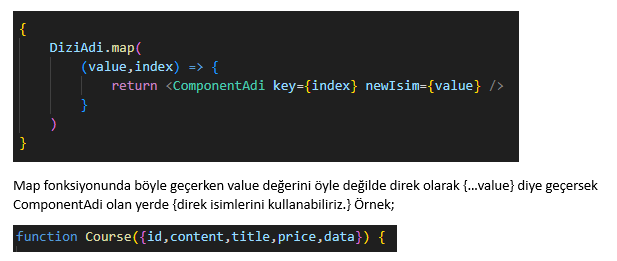 {
DiziAdi.map(
(value,index) => {
return <ComponentAdi key={index} newIsim={value} />
}
)
}
Map fonksiyonunda böyle geçerken value değerini öyle değilde direk olarak {…value} diye geçersek
ComponentAdi olan yerde {direk isimlerini kullanabiliriz.} Örnek;
function Course({id,content,title,price,data}) {